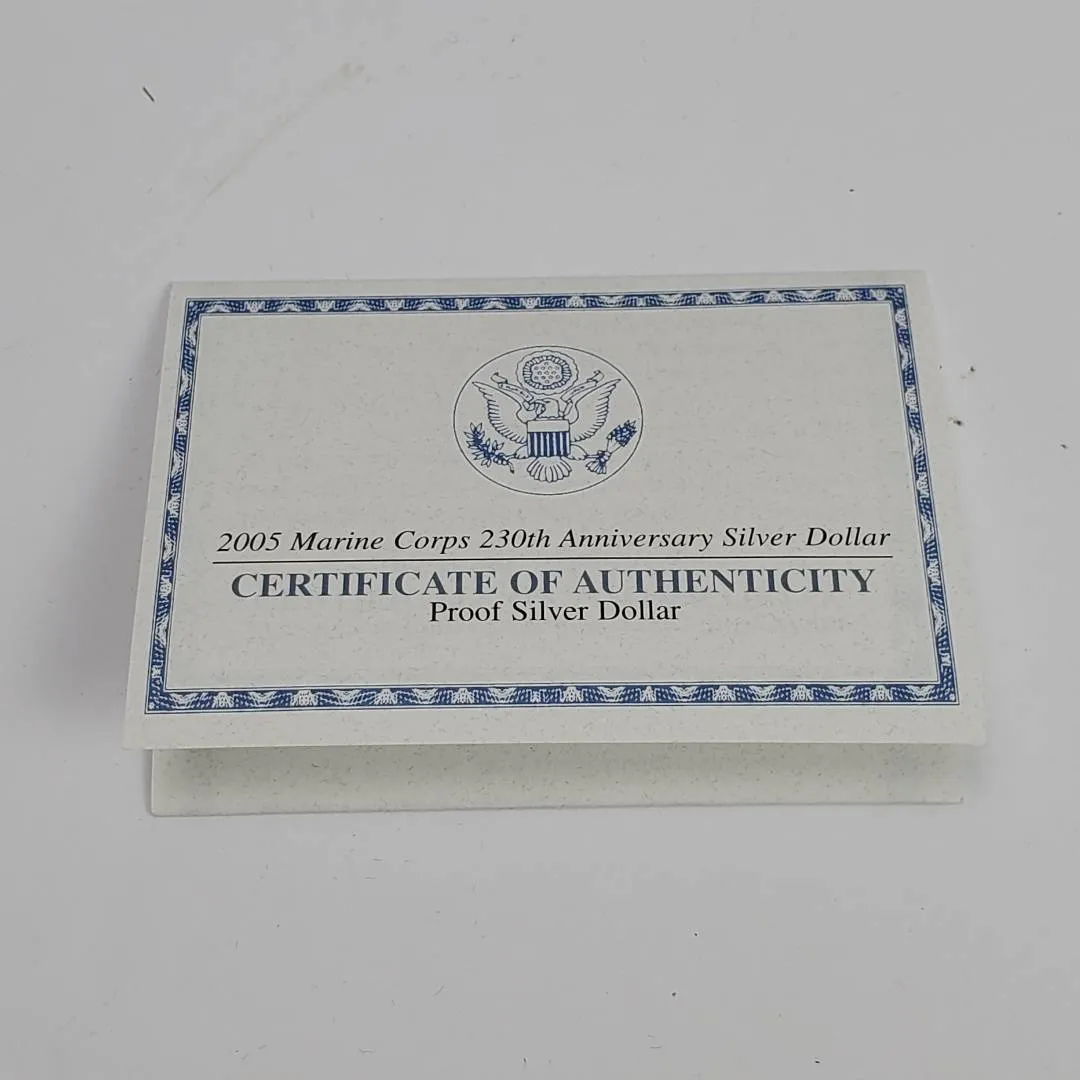 2005 Marine Corps 230th Anniversary Silver Dollar
CERTIFICATE OF AUTHENTICITY
Proof Silver Dollar